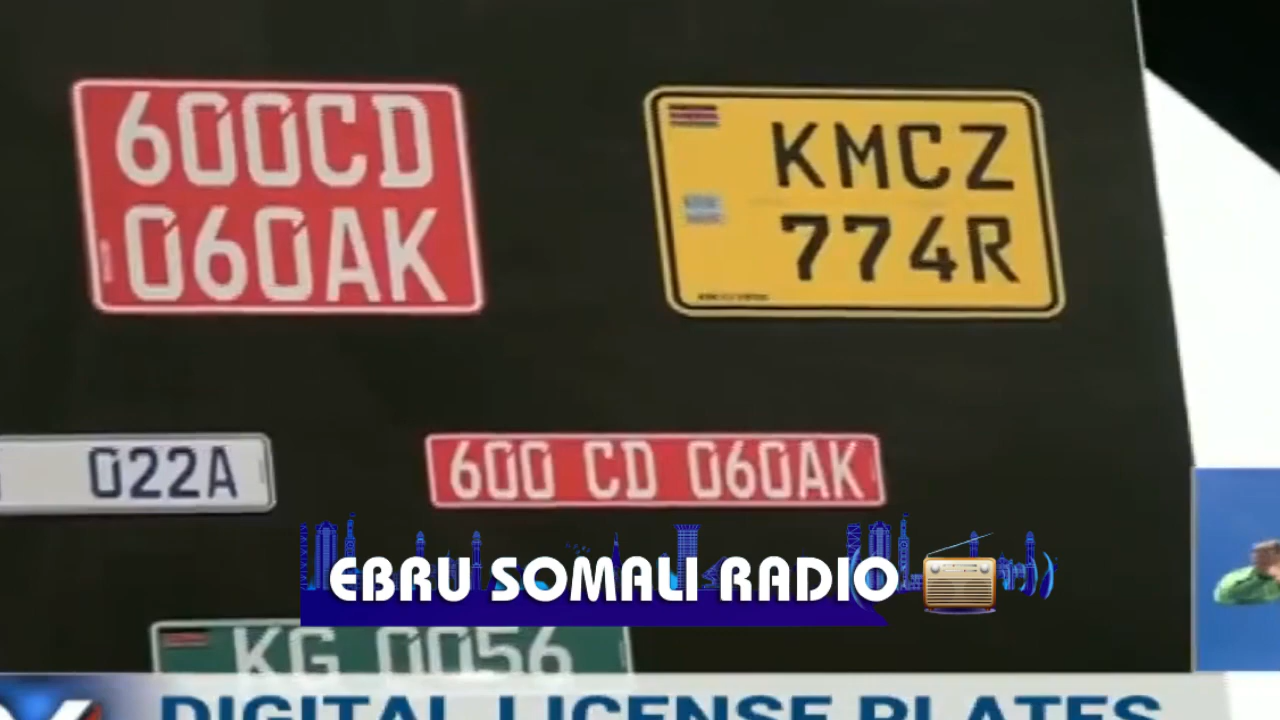 600CD
060AK
KMCZ
774R
022A
600 CD 060AK
EBRU SOMALI RADIO
KG 0056
DIGITAL LICENSE PLATES